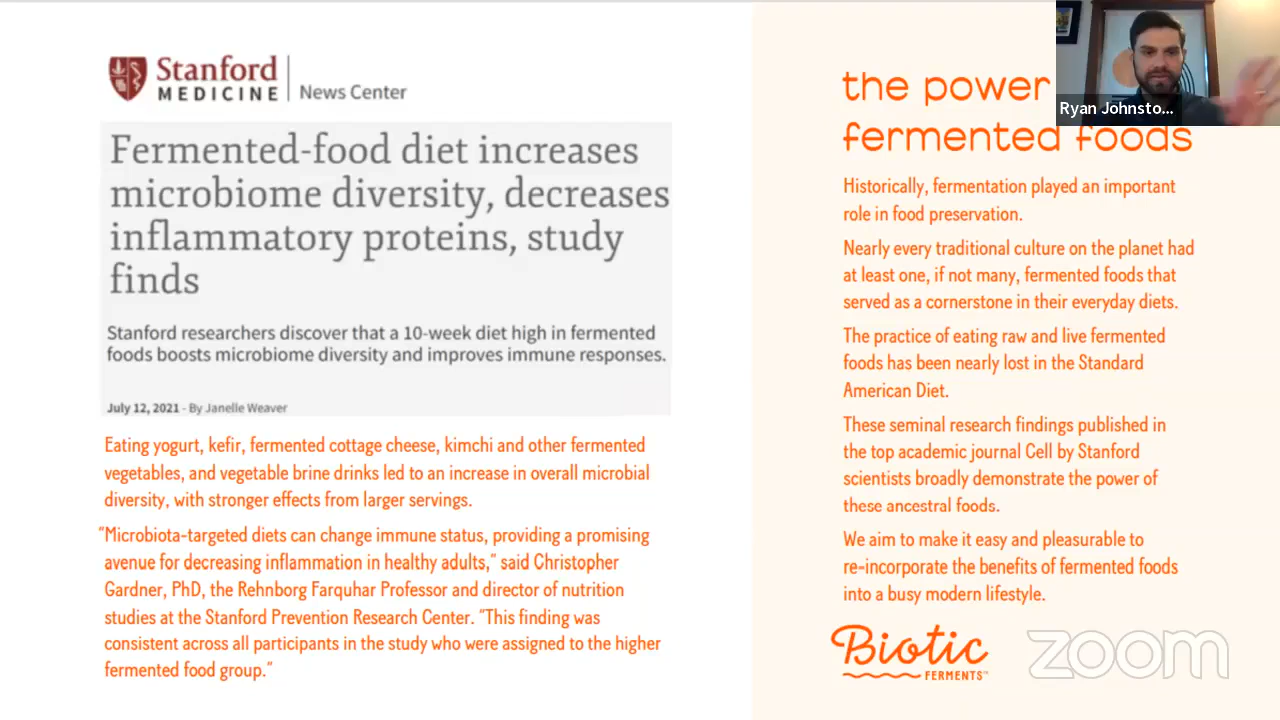 Stanford
MEDICINE
News Center
Fermented-food diet increases
microbiome diversity, decreases
inflammatory proteins, study
finds
Stanford researchers discover that a 10-week diet high in fermented
foods boosts microbiome diversity and improves immune responses.
July 12, 2021 - By Janelle Weaver
Eating yogurt, kefir, fermented cottage cheese, kimchi and other fermented
vegetables, and vegetable brine drinks led to an increase in overall microbial
diversity, with stronger effects from larger servings.
“Microbiota-targeted diets can change immune status, providing a promising
avenue for decreasing inflammation in healthy adults,” said Christopher
Gardner, PhD, the Rehnborg Farquhar Professor and director of nutrition
studies at the Stanford Prevention Research Center. “This finding was
consistent across all participants in the study who were assigned to the higher
fermented food group.”
the power
fermented foods
Historically, fermentation played an important
role in food preservation.
Nearly every traditional culture on the planet had
at least one, if not many, fermented foods that
served as a cornerstone in their everyday diets.
The practice of eating raw and live fermented
foods has been nearly lost in the Standard
American Diet.
These seminal research findings published in
the top academic journal Cell by Stanford
scientists broadly demonstrate the power of
these ancestral foods.
We aim to make it easy and pleasurable to
re-incorporate the benefits of fermented foods
into a busy modern lifestyle.
Biotic
FERMENTS™
zoom
Ryan Johnsto...